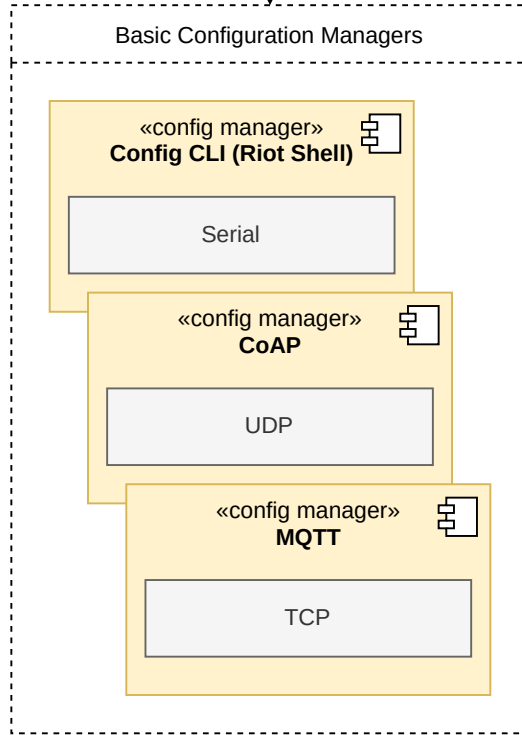 Basic Configuration Managers
«config manager»
Config CLI (Riot Shell)
Serial
«config manager»
CoAP
UDP
«config manager»
MQTT
TCP